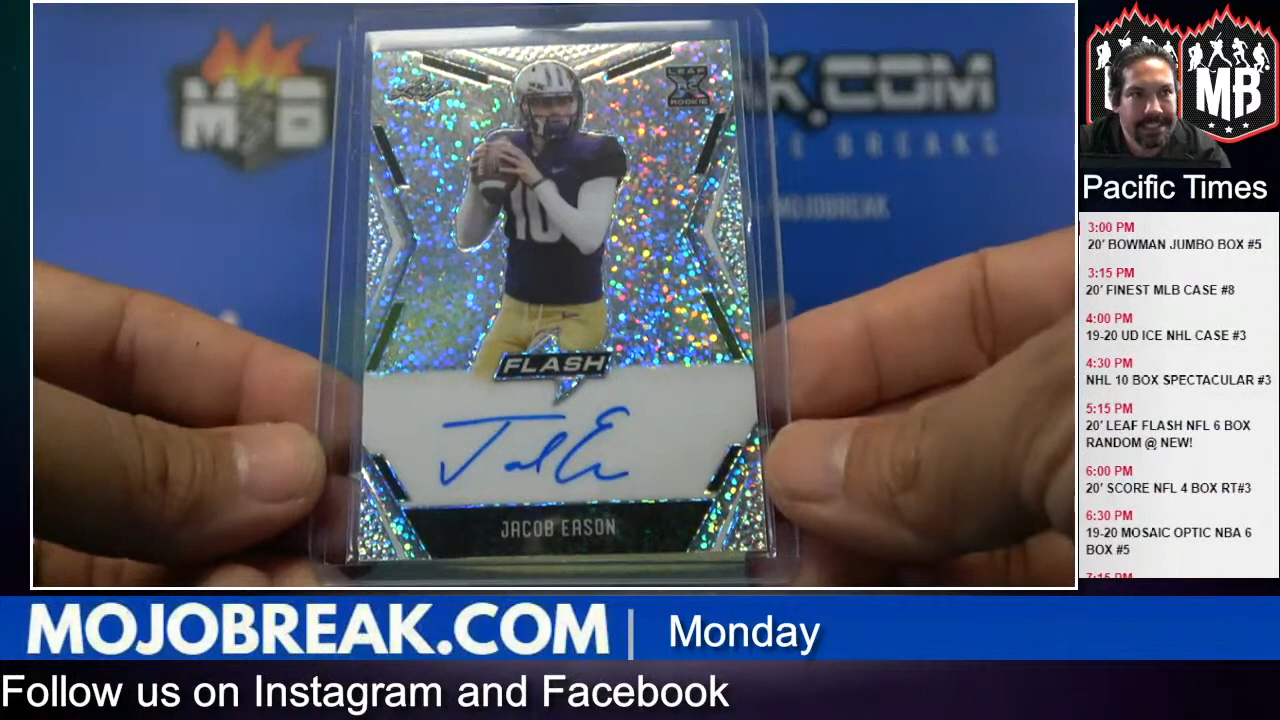 MB
K.COM
E BREAKS
MOJOBREAK
LEAF
X
ROOKIE
10
FLASH
JACOB EASON
MB
Pacific Times
3:00 PM
20' BOWMAN JUMBO BOX #5
3:15 PM
20' FINEST MLB CASE #8
4:00 PM
19-20 UD ICE NHL CASE #3
4:30 PM
NHL 10 BOX SPECTACULAR #3
5:15 PM
20' LEAF FLASH NFL 6 BOX
RANDOM @ NEW!
6:00 PM
20' SCORE NFL 4 BOX RT#3
6:30 PM
19-20 MOSAIC OPTIC NBA 6
BOX #5
MOJOBREAK.COM | Monday
Follow us on Instagram and Facebook